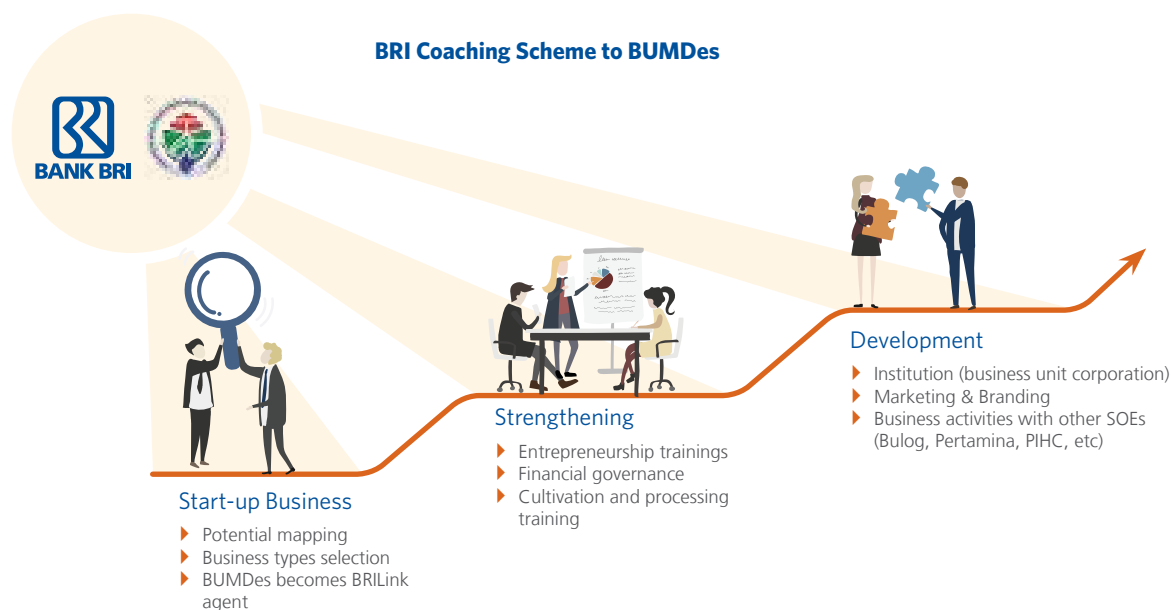 BRI Coaching Scheme to BUMDes
BANK BRI
Start-up Business
Potential mapping
Business types selection
BUMDes becomes BRILink
agent
Strengthening
Entrepreneurship trainings
Financial governance
Cultivation and processing
training
Development
Institution (business unit corporation)
Marketing & Branding
Business activities with other SOEs
(Bulog, Pertamina, PIHC, etc)